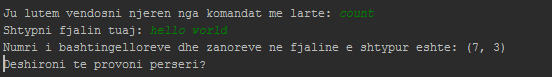 Ju lutem vendosni njeren nga komandat me larte: count
Shtypni fjalin tuaj: hello world
Numri i bashtingelloreve dhe zanoreve ne fjaline e shtypur eshte: (7, 3)
Deshironi te provoni perseri?